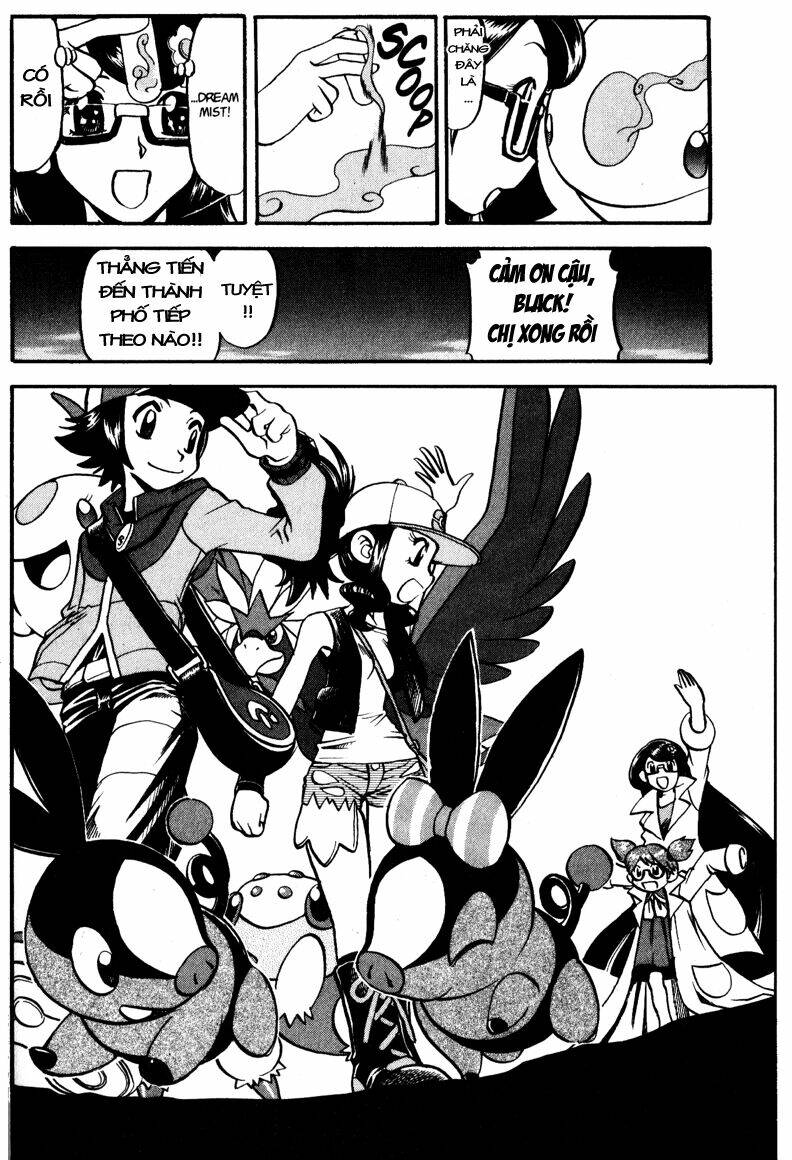 PHẢI
CHĂNG
ĐÂY
LÀ
...
SCOOP
...DREAM
MIST!
CÓ
RỒI
CẢM ƠN CẬU,
BLACK!
CHỊ XONG RỒI
TUYỆT
!!
THẲNG TIẾN
ĐẾN THÀNH
PHỐ TIẾP
THEO NÀO!!